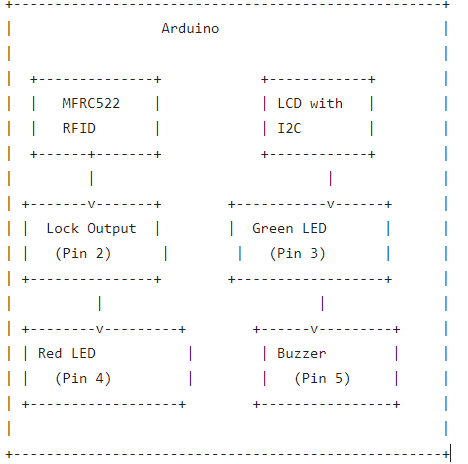 Arduino
MFRC522
RFID
LCD with
I2C
Lock Output
(Pin 2)
Green LED
(Pin 3)
Red LED
(Pin 4)
Buzzer
(Pin 5)